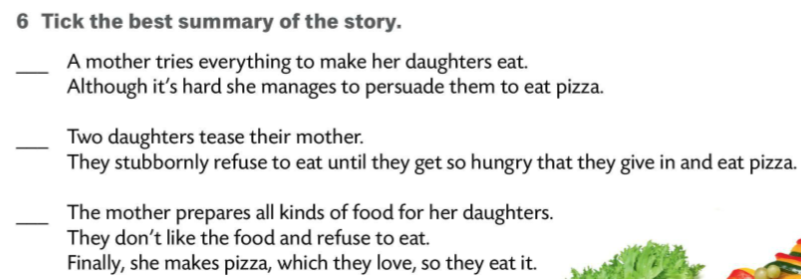 6 Tick the best summary of the story.
___ A mother tries everything to make her daughters eat.
Although it's hard she manages to persuade them to eat pizza.
___ Two daughters tease their mother.
They stubbornly refuse to eat until they get so hungry that they give in and eat pizza.
___ The mother prepares all kinds of food for her daughters.
They don't like the food and refuse to eat.
Finally, she makes pizza, which they love, so they eat it.